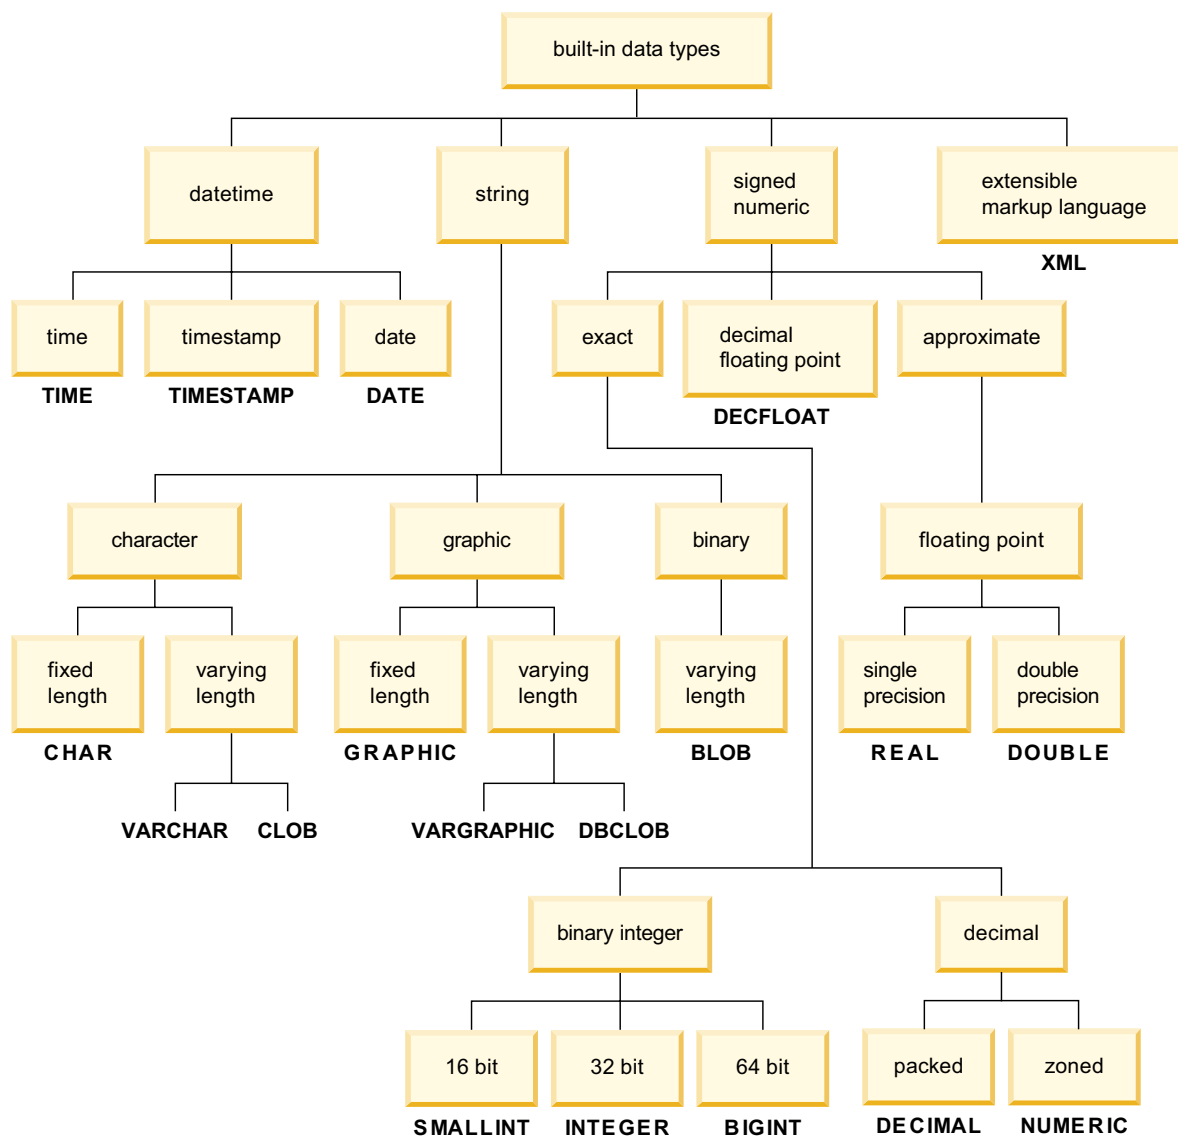 built-in data types
datetime
string
signed
numeric
extensible
markup language
XML
time
timestamp
date
exact
decimal
floating point
approximate
TIME
TIMESTAMP
DATE
DECFLOAT
character
graphic
binary
floating point
fixed
length
varying
length
fixed
length
varying
length
varying
length
single
precision
double
precision
CHAR
GRAPHIC
BLOB
REAL
DOUBLE
VARCHAR
CLOB
VARGRAPHIC
DBCLOB
binary integer
decimal
16 bit
32 bit
64 bit
packed
zoned
SMALLINT
INTEGER
BIGINT
DECIMAL
NUMERIC